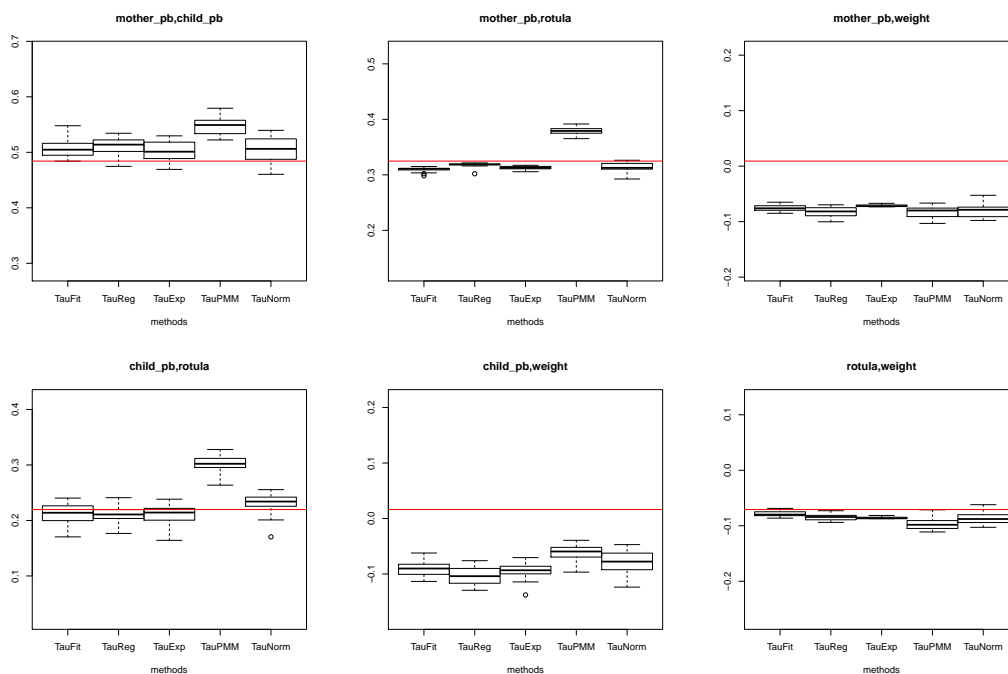 mother_pb,child_pb
0.7
0.6
0.5
0.4
0.3
TauFit TauReg TauExp TauPMM TauNorm
methods
mother_pb,rotula
0.5
0.4
0.3
0.2
TauFit TauReg TauExp TauPMM TauNorm
methods
mother_pb,weight
0.2
0.1
0.0
−0.1
−0.2
TauFit TauReg TauExp TauPMM TauNorm
methods
child_pb,rotula
0.4
0.3
0.2
0.1
TauFit TauReg TauExp TauPMM TauNorm
methods
child_pb,weight
0.2
0.1
0.0
−0.1
TauFit TauReg TauExp TauPMM TauNorm
methods
rotula,weight
0.1
0.0
−0.1
−0.2
TauFit TauReg TauExp TauPMM TauNorm
methods